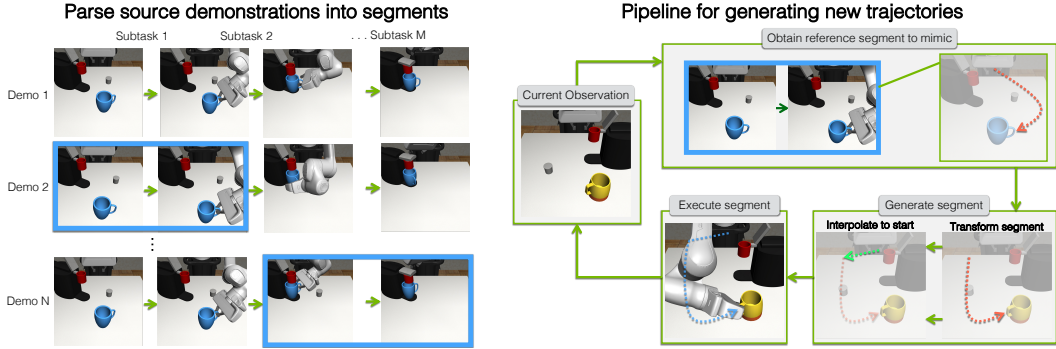 Parse source demonstrations into segments
Subtask 1
Subtask 2
. . . Subtask M
Demo 1
Demo 2
Demo N
Pipeline for generating new trajectories
Obtain reference segment to mimic
Current Observation
Execute segment
Generate segment
Interpolate to start
Transform segment